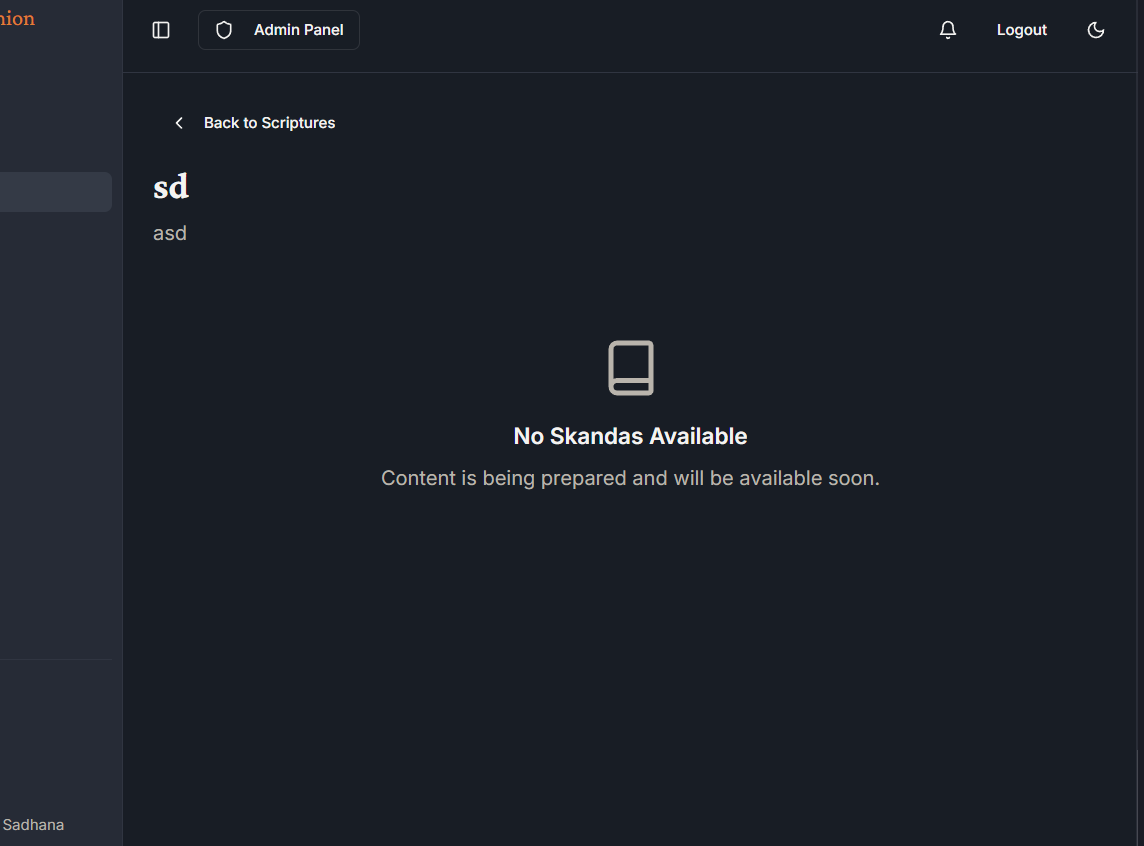 Admin Panel
Logout
Back to Scriptures
sd
asd
No Skandas Available
Content is being prepared and will be available soon.
Sadhana